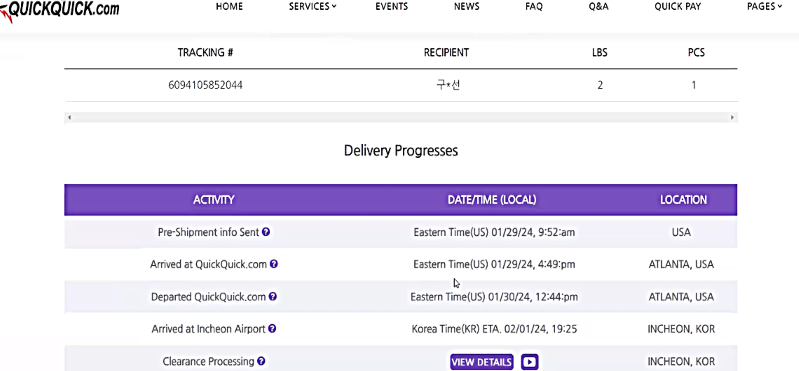 QUICKQUICK.com HOME SERVICES EVENTS NEWS FAQ Q&A QUICK PAY PAGES
TRACKING # RECIPIENT LBS PCS
6094105852044 구*선 2 1
Delivery Progresses
ACTIVITY DATE/TIME (LOCAL) LOCATION
Pre-Shipment info Sent ? Eastern Time(US) 01/29/24, 9:52:am USA
Arrived at QuickQuick.com ? Eastern Time(US) 01/29/24, 4:49:pm ATLANTA, USA
Departed QuickQuick.com ? Eastern Time(US) 01/30/24, 12:44:pm ATLANTA, USA
Arrived at Incheon Airport ? Korea Time(KR) ETA. 02/01/24, 19:25 INCHEON, KOR
Clearance Processing ? VIEW DETAILS INCHEON, KOR